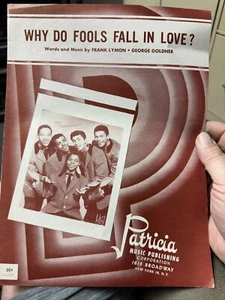 WHY DO FOOLS FALL IN LOVE?
Words and Music by FRANK LYMON • GEORGE GOLDNER
Patricia
MUSIC PUBLISHING
CORPORATION
1619 BROADWAY
NEW YORK 19, N.Y.
50¢